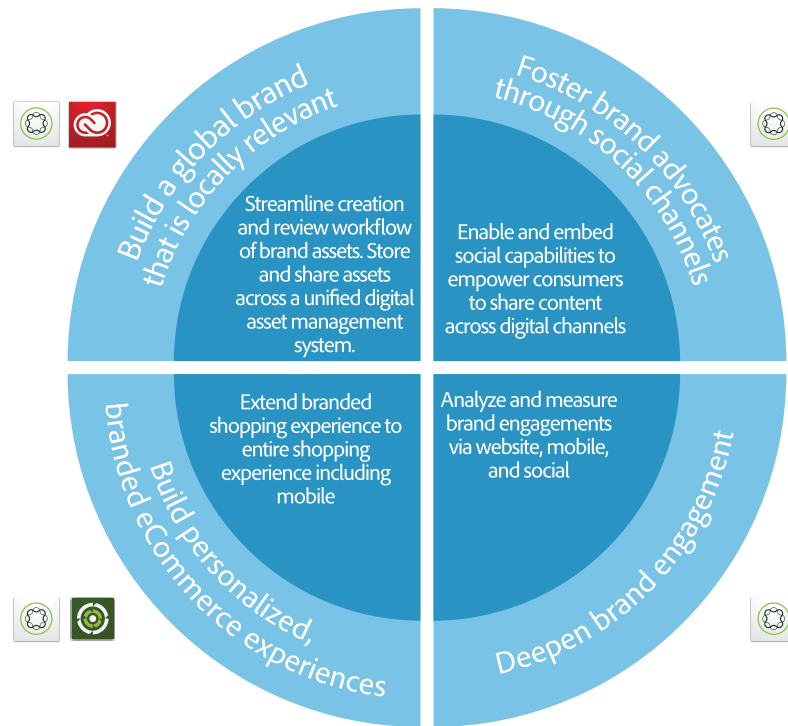 Build a global brand
that is locally relevant
Streamline creation
and review workflow
of brand assets. Store
and share assets
across a unified digital
asset management
system.
Foster brand advocates
through social channels
Enable and embed
social capabilities to
empower consumers
to share content
across digital channels
Extend branded
shopping experience to
entire shopping
experience including
mobile
Build personalized,
branded eCommerce experiences
Analyze and measure
brand engagements
via website, mobile,
and social
Deepen brand engagement